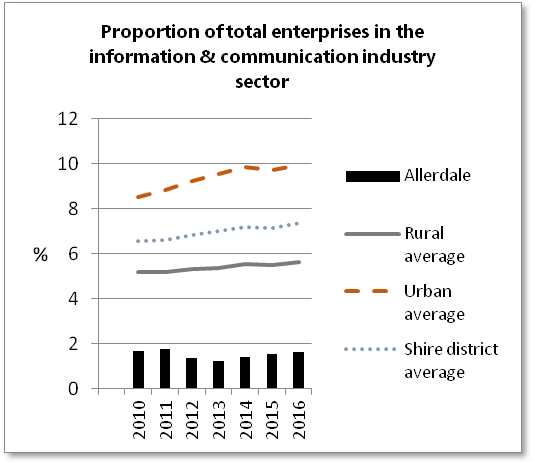 Proportion of total enterprises in the
information & communication industry
sector
12
10
8
6
4
2
0
%
2010
2011
2012
2013
2014
2015
2016
Allerdale
Rural
average
Urban
average
Shire district
average